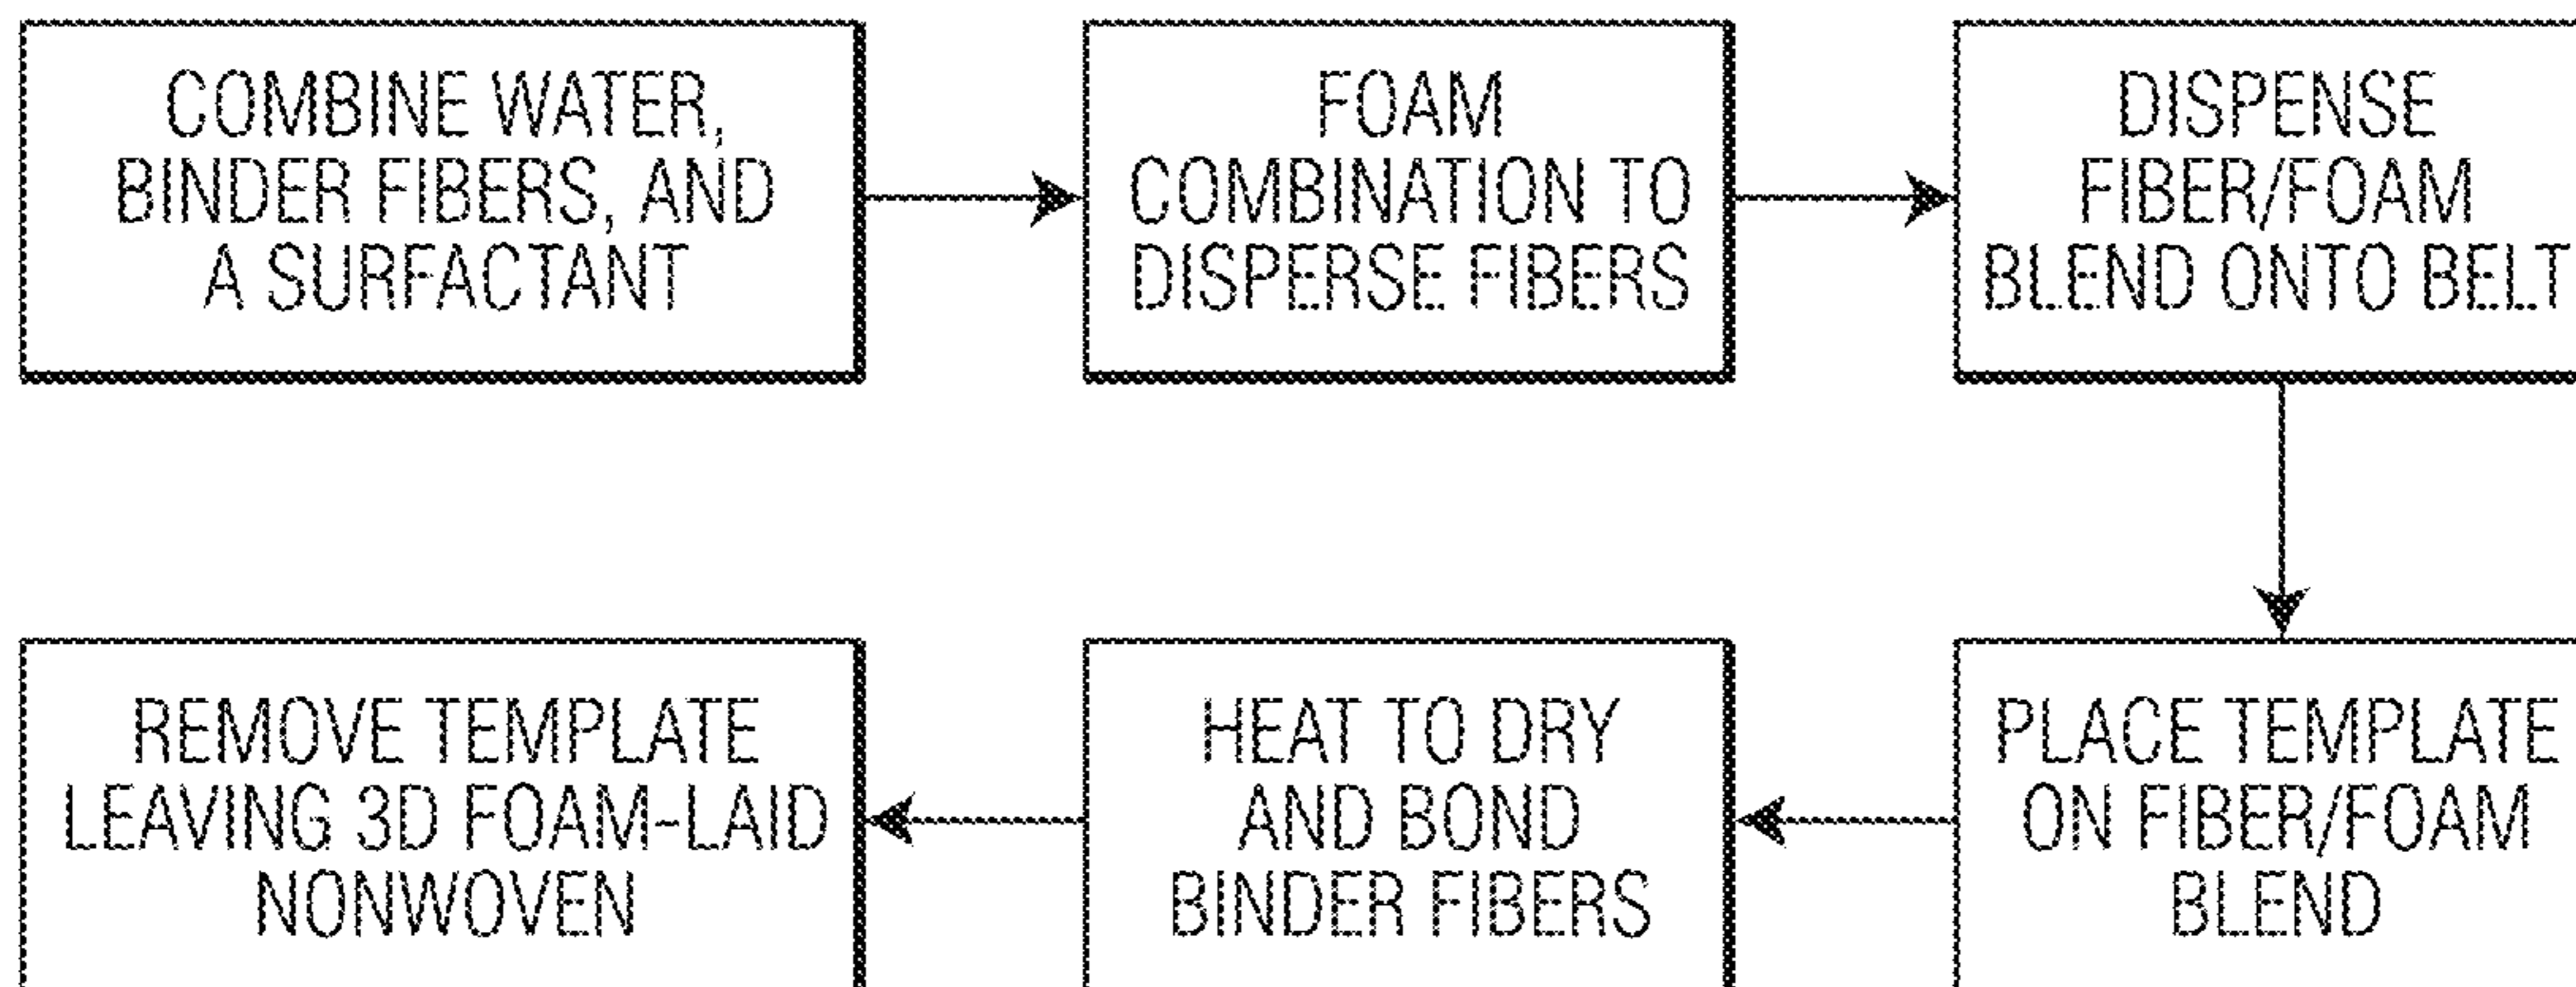 COMBINE WATER,
BINDER FIBERS, AND
A SURFACTANT
FOAM
COMBINATION TO
DISPERSE FIBERS
DISPENSE
FIBER/FOAM
BLEND ONTO BELT
PLACE TEMPLATE
ON FIBER/FOAM
BLEND
HEAT TO DRY
AND BOND
BINDER FIBERS
REMOVE TEMPLATE
LEAVING 3D FOAM-LAID
NONWOVEN